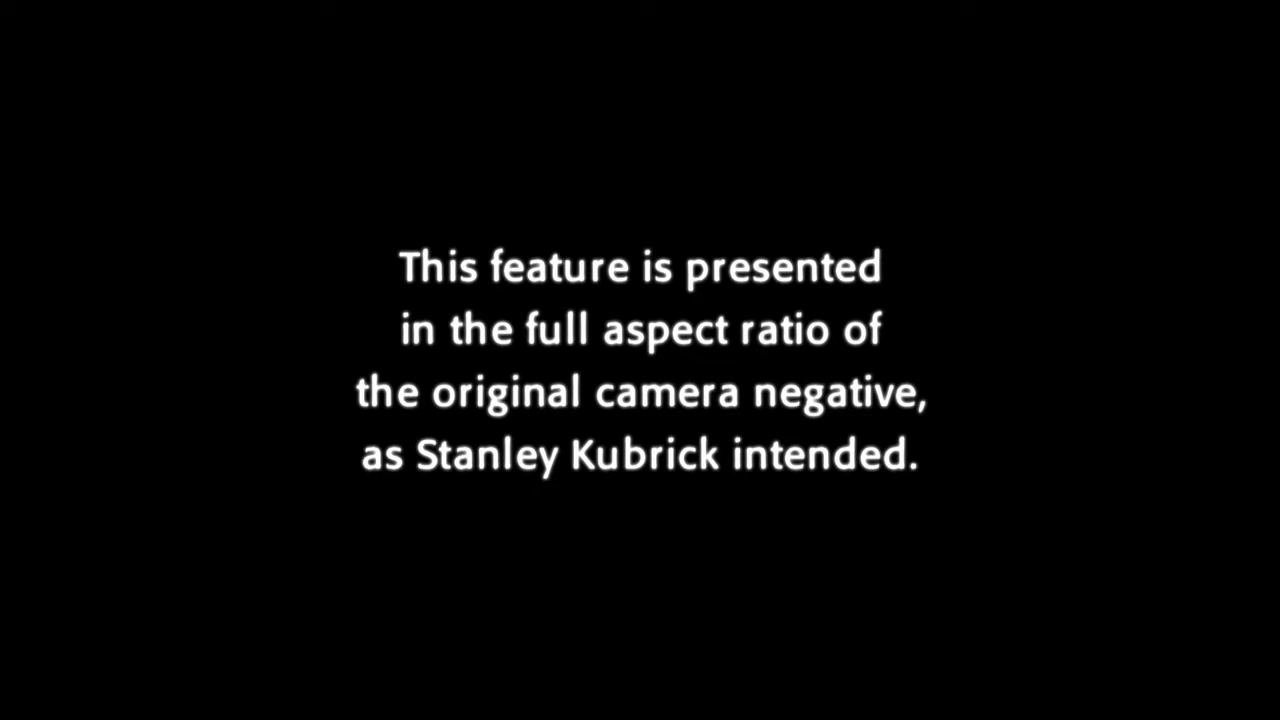 This feature is presented
in the full aspect ratio of
the original camera negative,
as Stanley Kubrick intended.